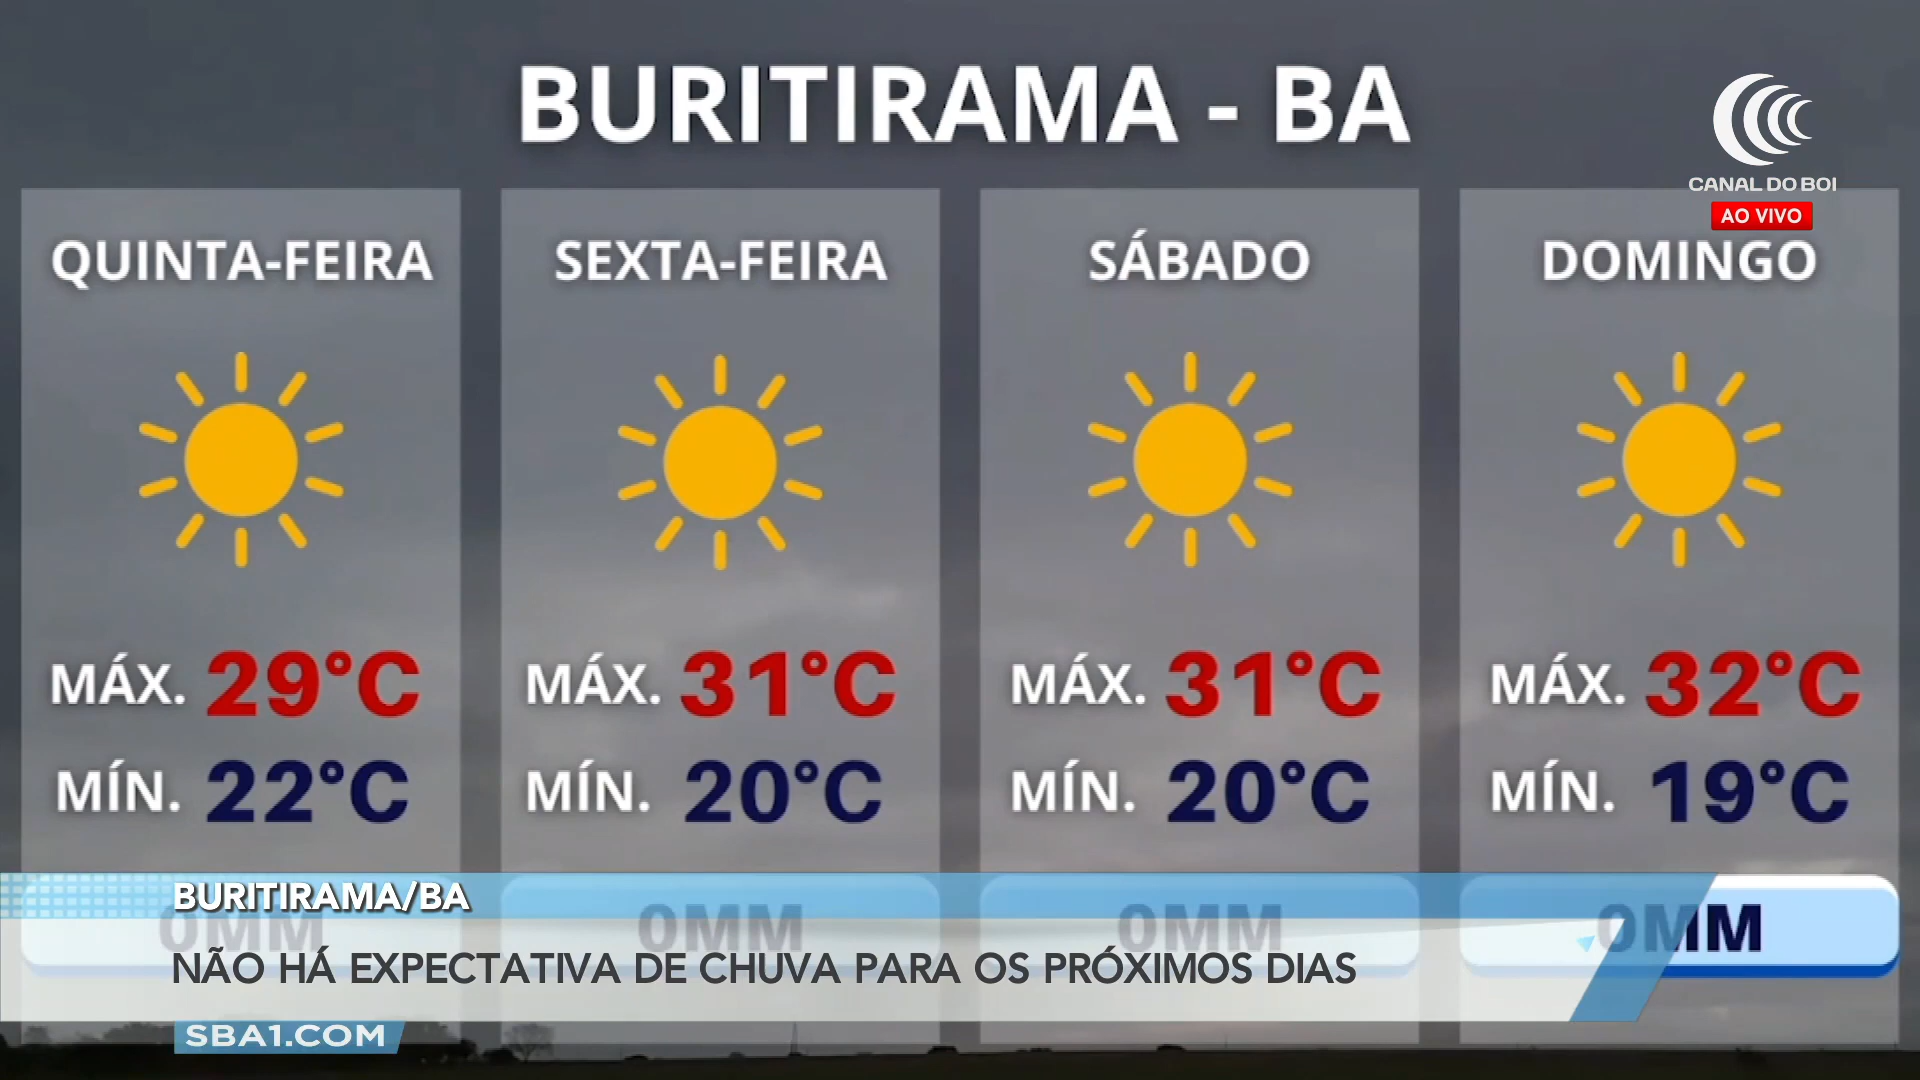 BURITIRAMA - BA
CANAL DO BOI
AO VIVO
QUINTA-FEIRA
MÁX. 29°C
MÍN. 22°C
0MM
SEXTA-FEIRA
MÁX. 31°C
MÍN. 20°C
0MM
SÁBADO
MÁX. 31°C
MÍN. 20°C
0MM
DOMINGO
MÁX. 32°C
MÍN. 19°C
0MM
BURITIRAMA/BA
NÃO HÁ EXPECTATIVA DE CHUVA PARA OS PRÓXIMOS DIAS
SBA1.COM